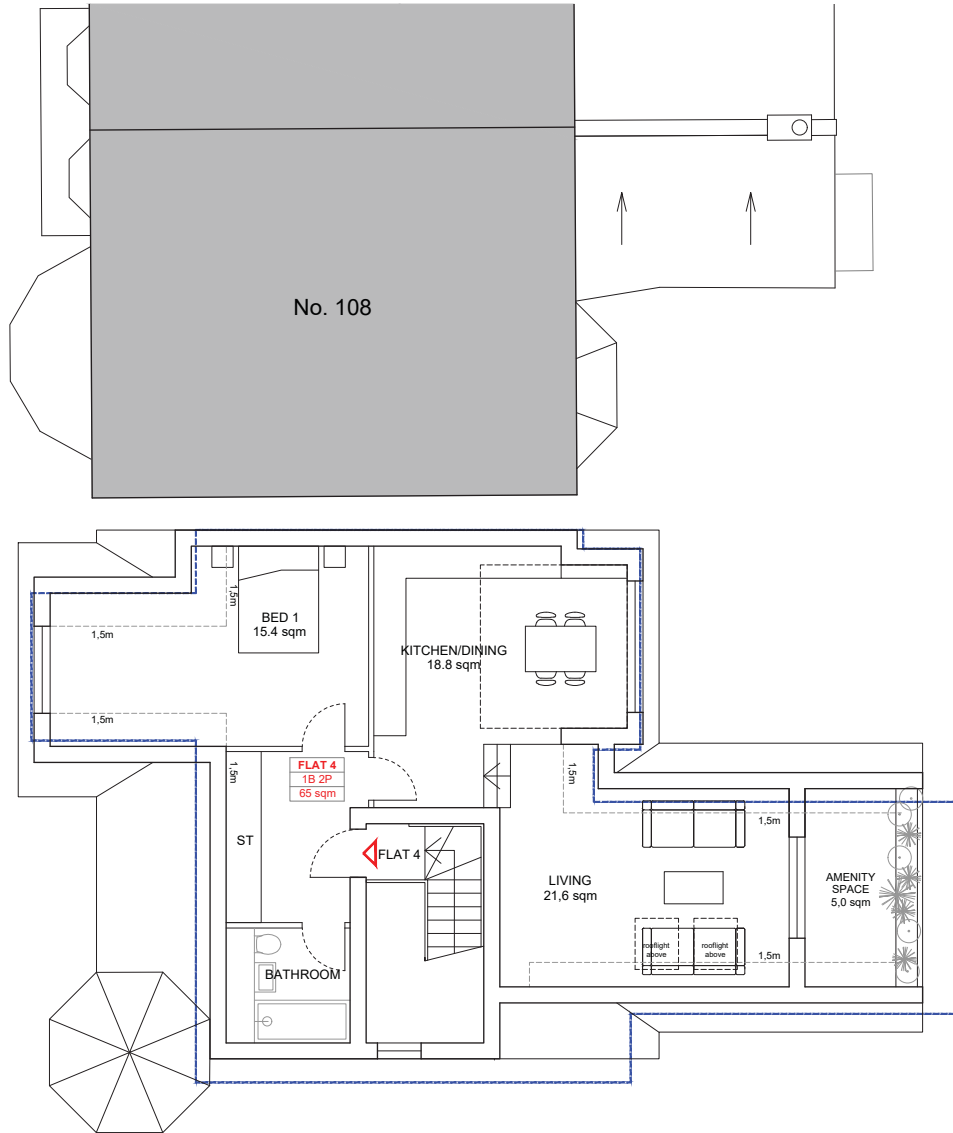 No. 108
1,5m
BED 1
15.4 sqm
1,5m
KITCHEN/DINING
18.8 sqm
1,5m
1,5m
FLAT 4
1B 2P
65 sqm
1,5m
1,5m
ST
FLAT 4
LIVING
21,6 sqm
AMENITY
SPACE
5,0 sqm
rooflight
above
rooflight
above
1,5m
BATHROOM